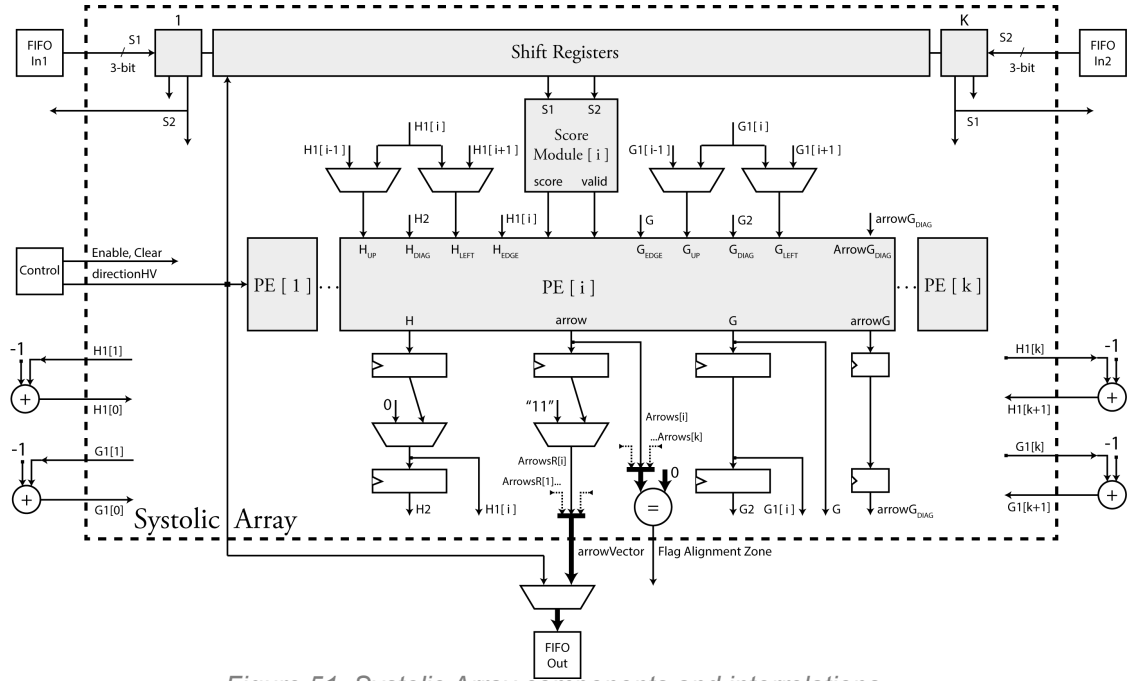 1
K
FIFO
In1
S1
3-bit
Shift Registers
S2
3-bit
FIFO
In2
S2
S1
S1 S2
Score
Module [ i ]
score valid
H1[ i ]
H1[i-1]
H1[i+1]
G1[ i ]
G1[i-1]
G1[i+1]
H2
H1[ i ]
G
G2
arrowG DIAG
Control
Enable, Clear
directionHV
PE [ 1 ]
...
H UP H DIAG H LEFT H EDGE G EDGE G UP G DIAG G LEFT ArrowG DIAG
PE [ i ]
H arrow G arrowG
...
PE [ k ]
-1
H1[1]
+
H1[0]
-1
G1[1]
+
G1[0]
H1[k]
-1
+
H1[k+1]
G1[k]
-1
+
G1[k+1]
0
"11"
Arrows[i]
...Arrows[k]
ArrowsR[i]
ArrowsR[1]...
0
=
H2
H1[ i ]
G2
G1[ i ]
G
arrowG DIAG
Systolic Array
arrowVector
Flag Alignment Zone
FIFO
Out